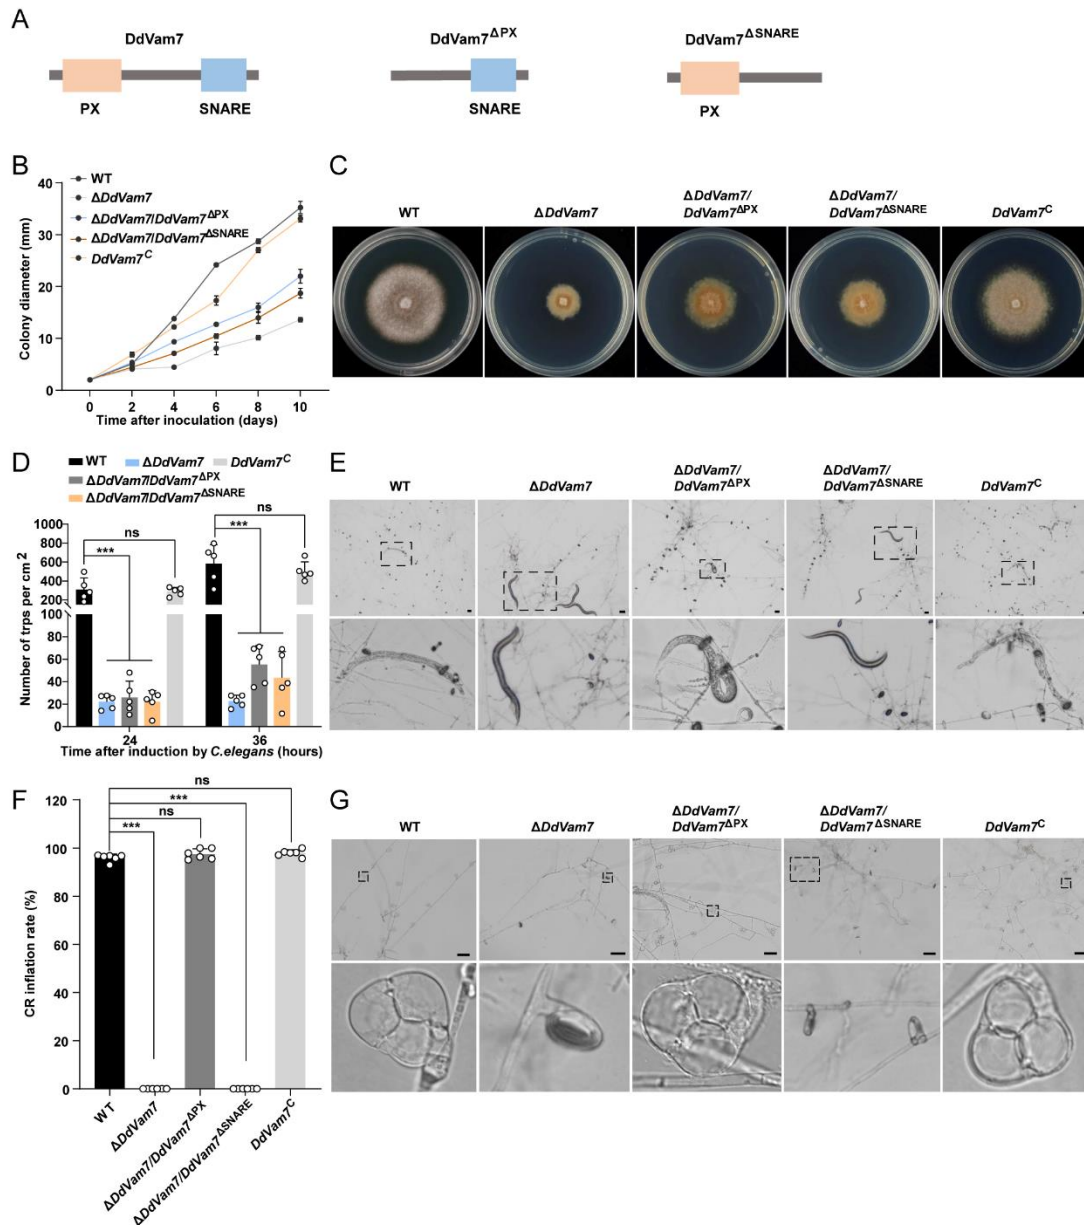 A
DdVam7
PX
SNARE
DdVam7ΔPX
SNARE
DdVam7ΔSNARE
PX
B
WT
ΔDdVam7
ΔDdVam7/DdVam7ΔPX
ΔDdVam7/DdVam7ΔSNARE
DdVam7C
Colony diameter (mm)
40
30
20
10
0
0 2 4 6 8 10
Time after inoculation (days)
C
WT
ΔDdVam7
ΔDdVam7/
DdVam7ΔPX
ΔDdVam7/
DdVam7ΔSNARE
DdVam7C
D
WT ΔDdVam7 DdVam7C
ΔDdVam7/DdVam7ΔPX
ΔDdVam7/DdVam7ΔSNARE
Number of trps per cm 2
1000
800
600
400
200
100
80
60
40
20
0
ns
***
ns
***
24 36
Time after induction by C.elegans (hours)
E
WT
ΔDdVam7
ΔDdVam7/
DdVam7ΔPX
ΔDdVam7/
DdVam7ΔSNARE
DdVam7C
F
CR inflation rate (%)
120
100
80
60
40
20
0
ns
***
ns
***
WT
ΔDdVam7
ΔDdVam7/DdVam7ΔPX
ΔDdVam7/DdVam7ΔSNARE
DdVam7C
G
WT
ΔDdVam7
ΔDdVam7/
DdVam7ΔPX
ΔDdVam7/
DdVam7ΔSNARE
DdVam7C